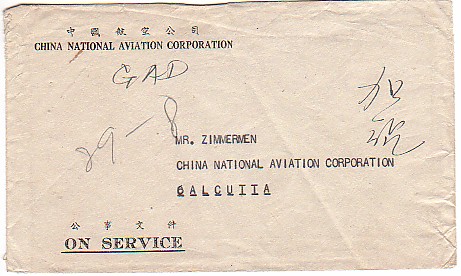 中國航空公司
CHINA NATIONAL AVIATION CORPORATION
GAD
29-8
MR. ZIMMERMEN
CHINA NATIONAL AVIATION CORPORATION
CALCUTTA
公事文件
ON SERVICE